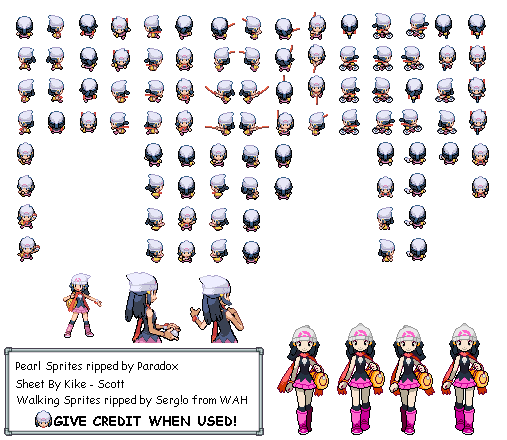 Pearl Sprites ripped by Paradox
Sheet By Kike - Scott
Walking Sprites ripped by Serglo from WAH
GIVE CREDIT WHEN USED!